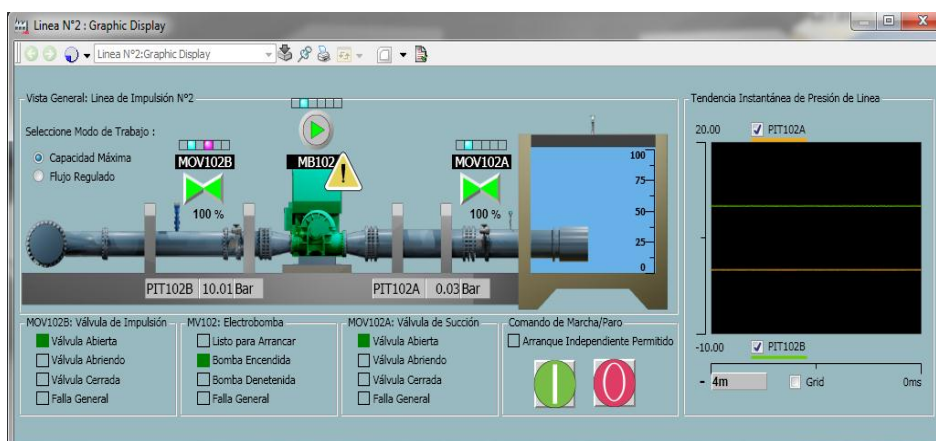 Linea N°2 : Graphic Display
Linea N°2:Graphic Display
Vista General: Linea de Impulsión N°2
Seleccione Modo de Trabajo :
Capacidad Máxima
Flujo Regulado
MOV102B
100 %
MB102
MOV102A
100 %
100
75
50
25
0
PIT102B 10.01 Bar
PIT102A 0.03 Bar
MOV102B: Válvula de Impulsión
Válvula Abierta
Válvula Abriendo
Válvula Cerrada
Falla General
MV102: Electrobomba
Listo para Arrancar
Bomba Encendida
Bomba Denetenida
Falla General
MOV102A: Válvula de Succión
Válvula Abierta
Válvula Abriendo
Válvula Cerrada
Falla General
Comando de Marcha/Paro
Arranque Independiente Permitido
Tendencia Instantánea de Presión de Linea
20.00 PIT102A
-10.00 PIT102B
- 4m Grid 0ms